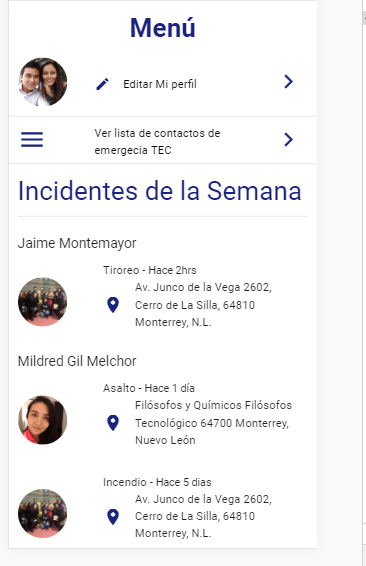 Menú
Editar Mi perfil
Ver lista de contactos de
emergecia TEC
Incidentes de la Semana
Jaime Montemayor
Tiroreo - Hace 2hrs
Av. Junco de la Vega 2602,
Cerro de La Silla, 64810
Monterrey, N.L.
Mildred Gil Melchor
Asalto - Hace 1 día
Filósofos y Químicos Filósofos
Tecnológico 64700 Monterrey,
Nuevo León
Incendio - Hace 5 dias
Av. Junco de la Vega 2602,
Cerro de La Silla, 64810
Monterrey, N.L.